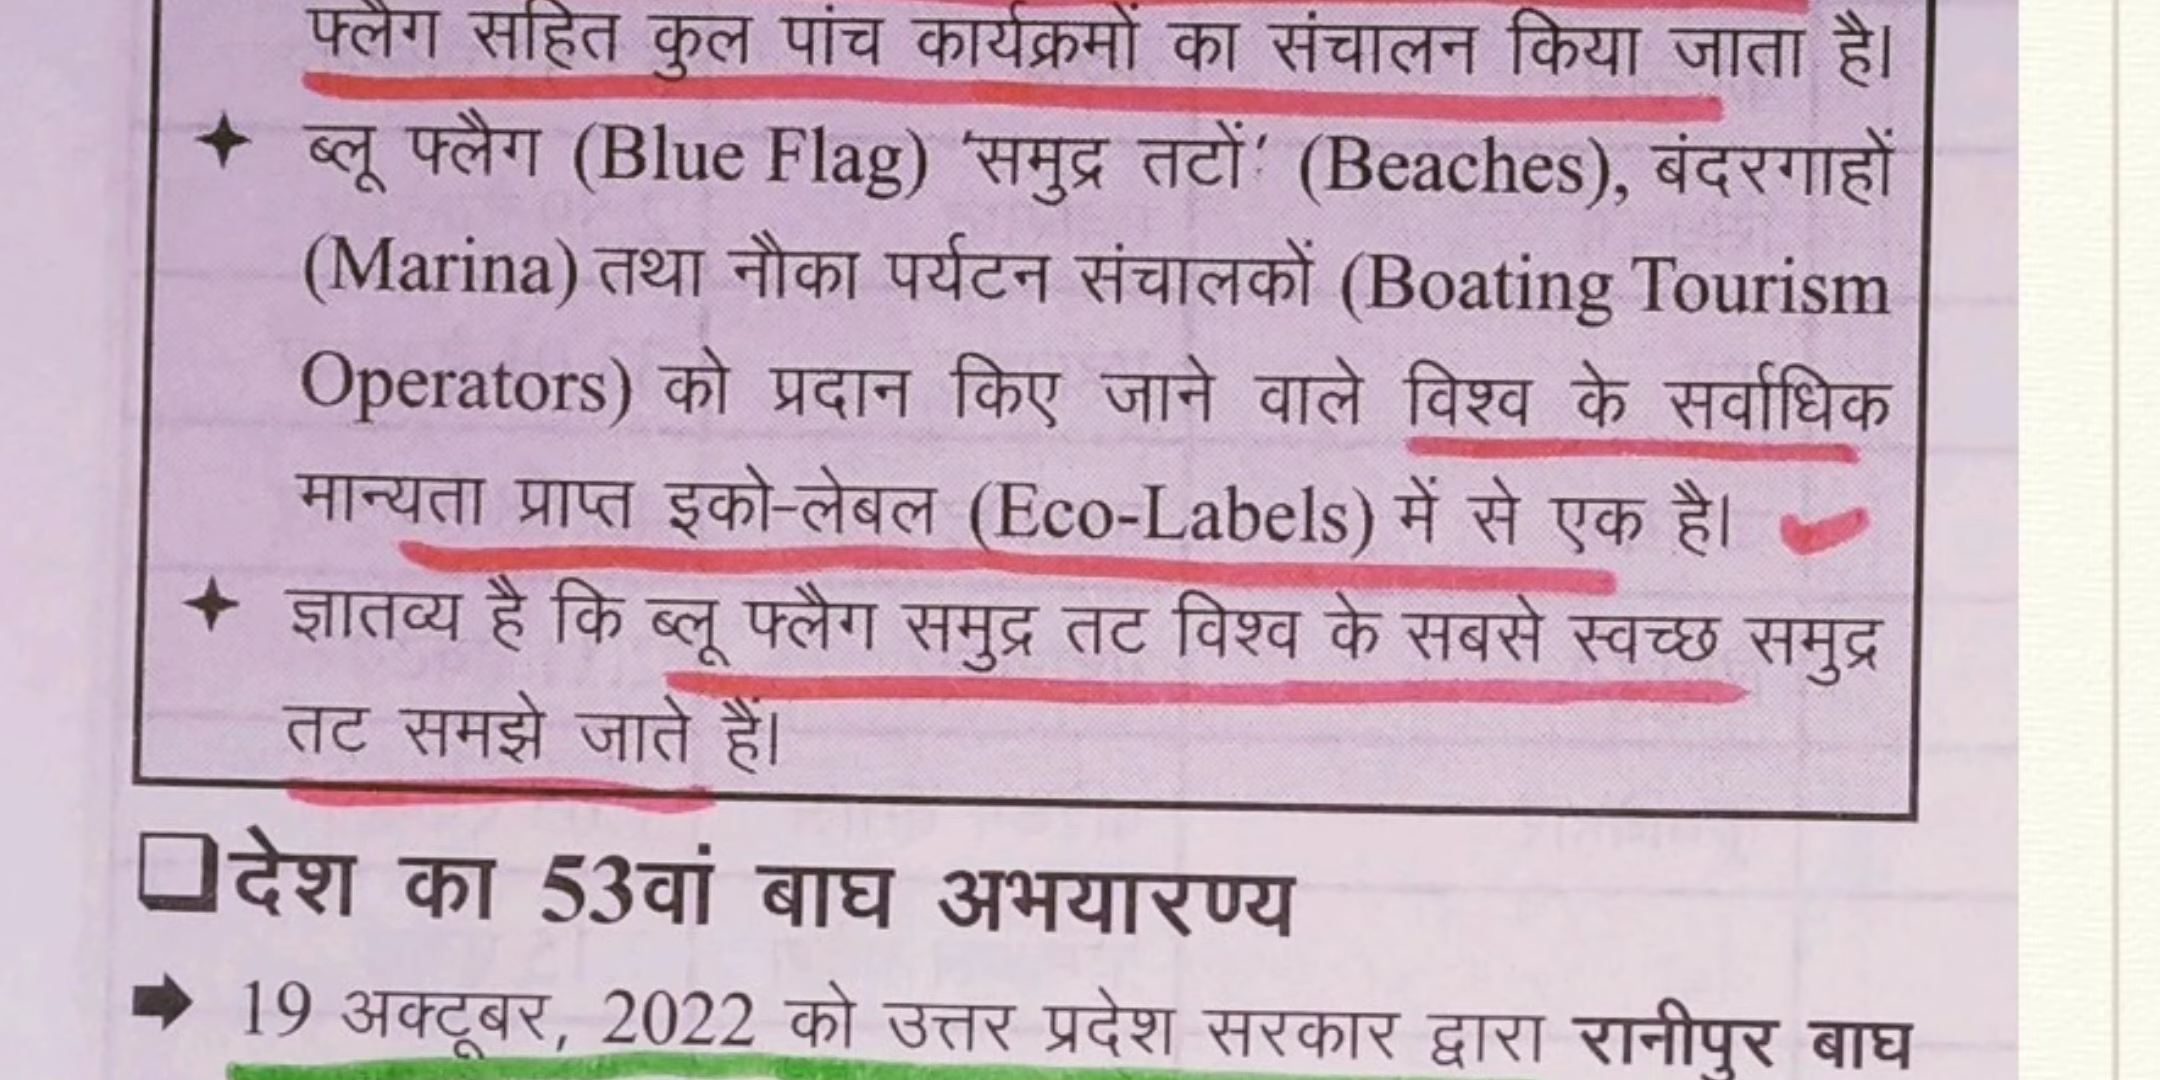 फ्लैग सहित कुल पांच कार्यक्रमों का संचालन किया जाता है।
ब्लू फ्लैग (Blue Flag) 'समुद्र तटों' (Beaches), बंदरगाहों
(Marina) तथा नौका पर्यटन संचालकों (Boating Tourism
Operators) को प्रदान किए जाने वाले विश्व के सर्वाधिक
मान्यता प्राप्त इको-लेबल (Eco-Labels) में से एक है।
ज्ञातव्य है कि ब्लू फ्लैग समुद्र तट विश्व के सबसे स्वच्छ समुद्र
तट समझे जाते हैं।
देश का 53वां बाघ अभयारण्य
19 अक्टूबर, 2022 को उत्तर प्रदेश सरकार द्वारा रानीपुर बाघ